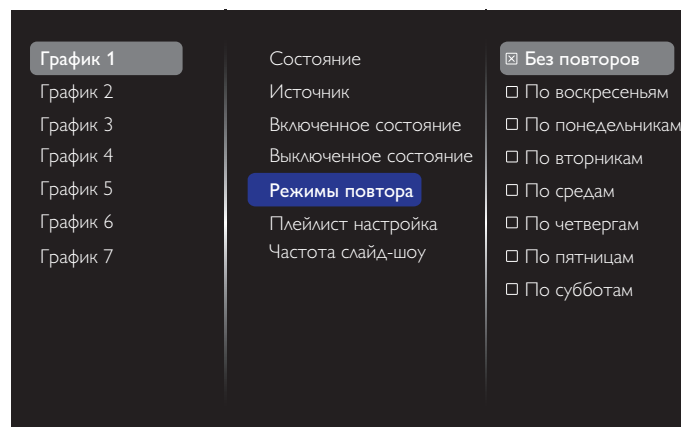 График 1
График 2
График 3
График 4
График 5
График 6
График 7
Состояние
Источник
Включенное состояние
Выключенное состояние
Режимы повтора
Плейлист настройка
Частота слайд-шоу
Без повторов
По воскресеньям
По понедельникам
По вторникам
По средам
По четвергам
По пятницам
По субботам